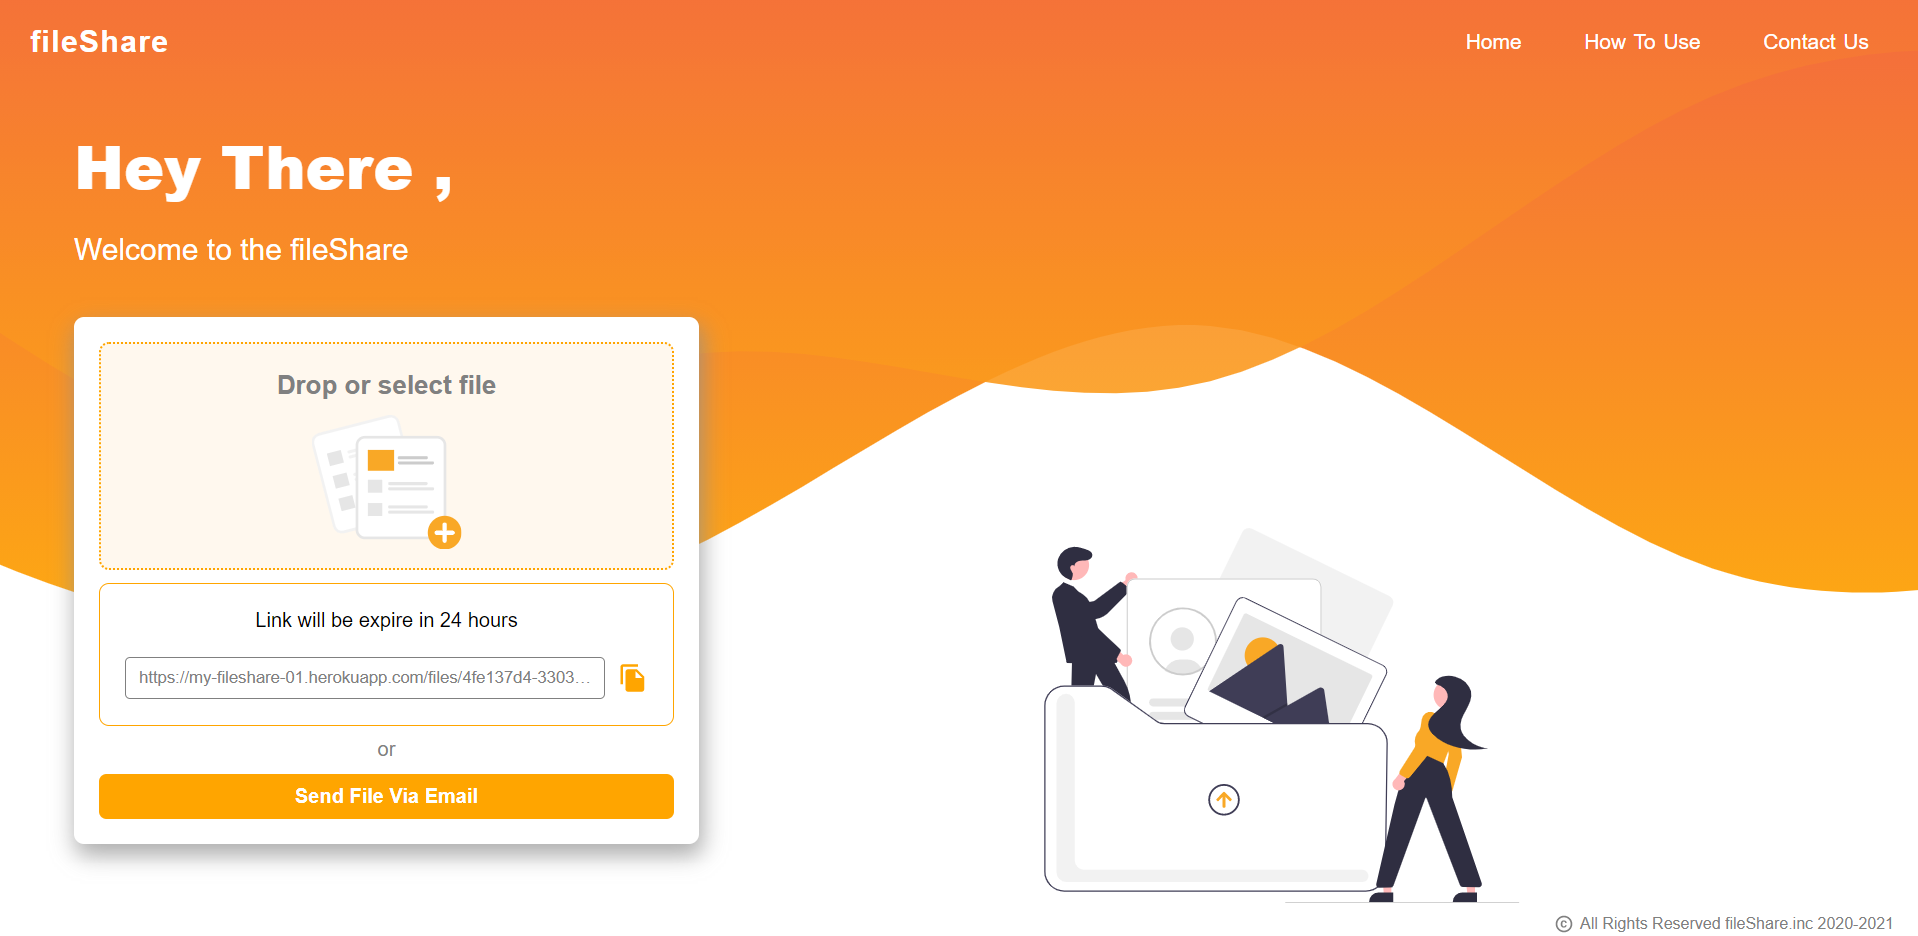 fileShare
Home
How To Use
Contact Us
Hey There ,
Welcome to the fileShare
Drop or select file
Link will be expire in 24 hours
https://my-fileshare-01.herokuapp.com/files/4fe137d4-3303...
or
Send File Via Email
© All Rights Reserved fileShare.inc 2020-2021